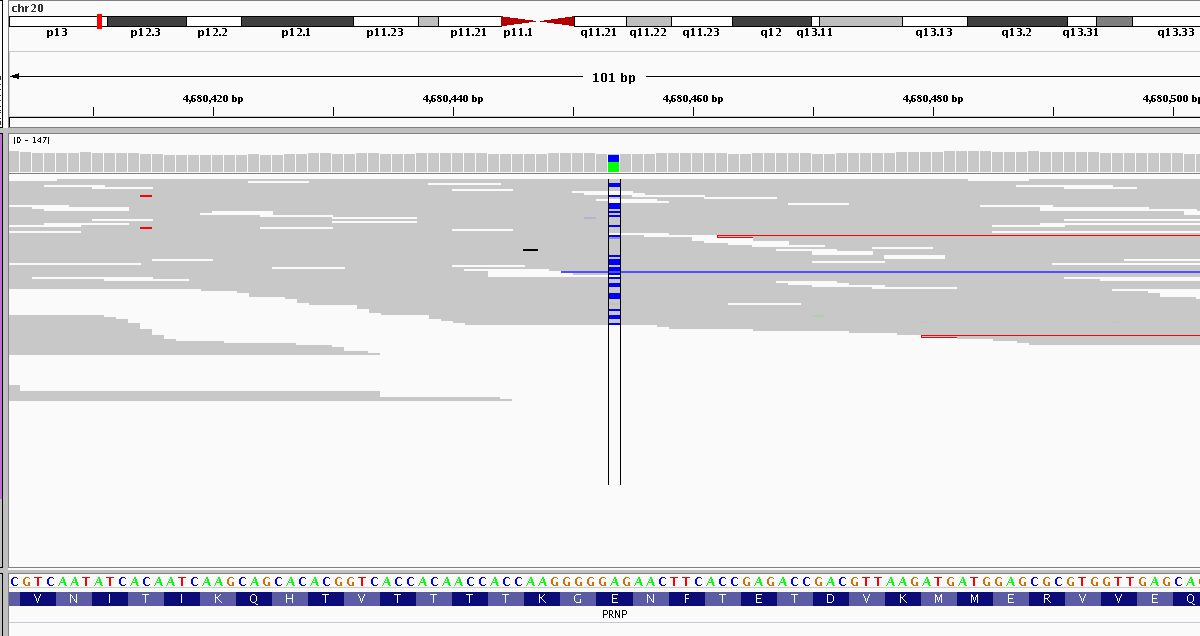 chr20
p13 p12.3 p12.2 p12.1 p11.23 p11.21 p11.1 q11.21 q11.22 q11.23 q12 q13.11 q13.13 q13.2 q13.31 q13.33
101 bp
4,680,420 bp 4,680,440 bp 4,680,460 bp 4,680,480 bp 4,680,500 bp
[0 - 147]
CGTCAATATCACAATCAAGCAGCACACGGTCACCACAACCACCAAGGGGGAGAACTTCACCGAGACCGACGTTAAGATGATGGAGCGCGTGGTTGAGCA
V N I T I K Q H T V T T T T K G E N F T E T D V K M M E R V V E Q
PRNP